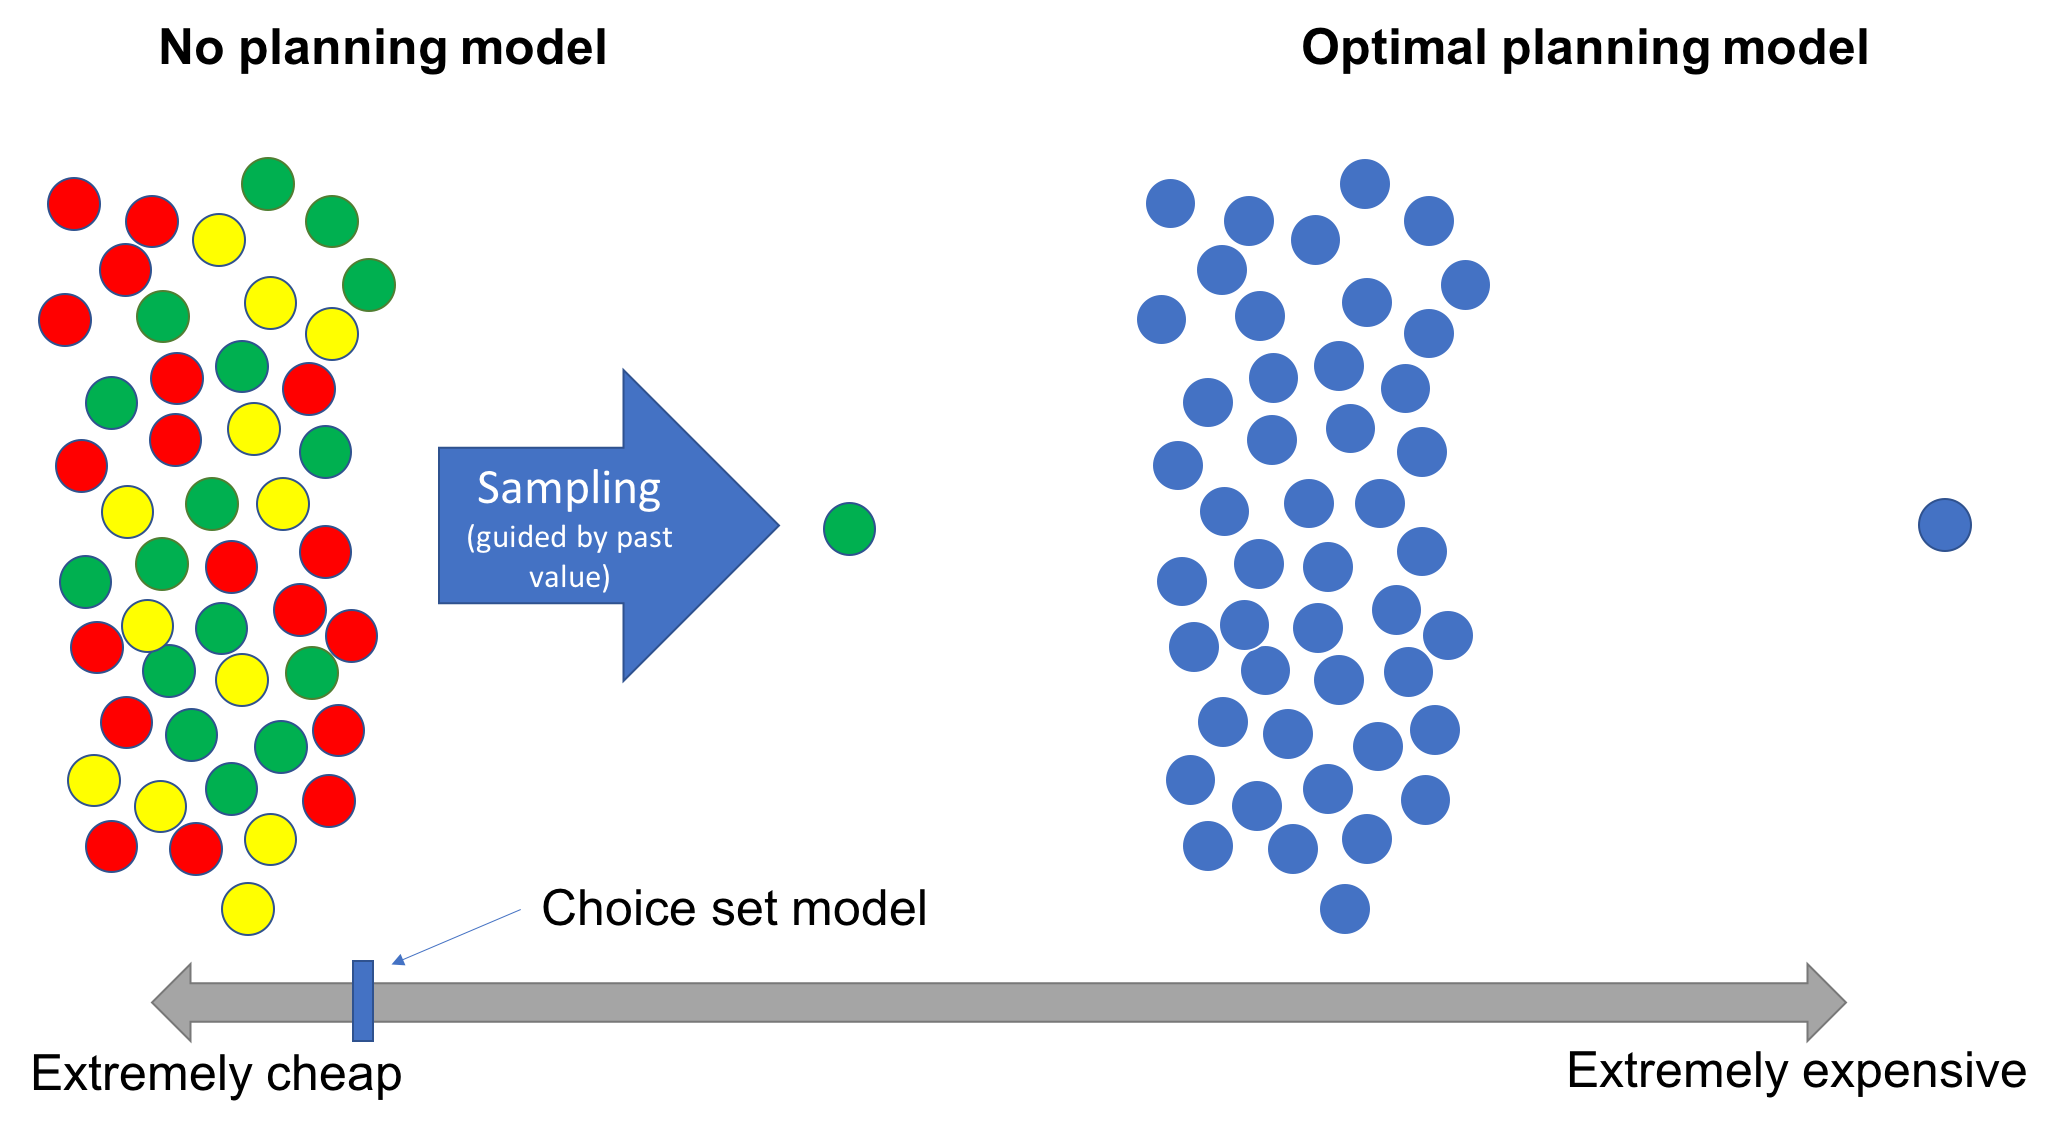 No planning model
Optimal planning model
Sampling
(guided by past
value)
Choice set model
Extremely cheap
Extremely expensive